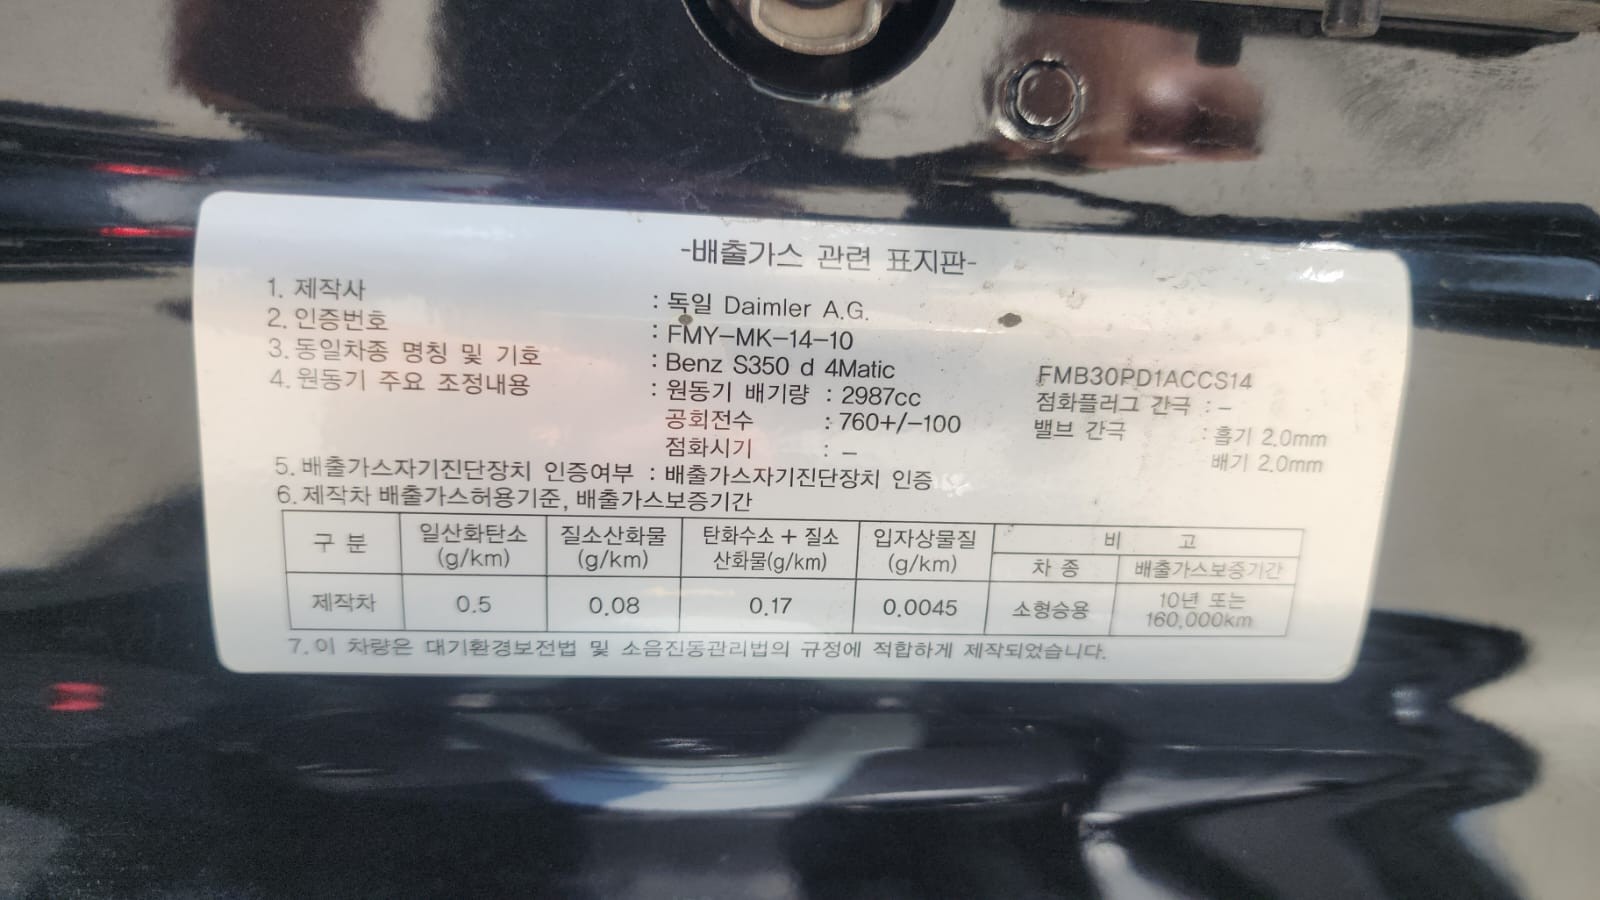 -배출가스 관련 표지판-
1. 제작사 : 독일 Daimler A.G.
2. 인증번호 : FMY-MK-14-10
3. 동일차종 명칭 및 기호 : Benz S350 d 4Matic FMB30PD1ACCS14
4. 원동기 주요 조정내용 : 원동기 배기량 : 2987cc 점화플러그 간극 : -
공회전수 : 760+/-100 밸브 간극 : 흡기 2.0mm
점화시기 : - 배기 2.0mm
5. 배출가스자기진단장치 인증여부 : 배출가스자기진단장치 인증
6. 제작차 배출가스허용기준, 배출가스보증기간
구 분 일산화탄소 (g/km) 질소산화물 (g/km) 탄화수소 + 질소산화물(g/km) 입자상물질 (g/km) 비 고
차 종 배출가스보증기간
제작차 0.5 0.08 0.17 0.0045 소형승용 10년 또는 160,000km
7. 이 차량은 대기환경보전법 및 소음진동관리법의 규정에 적합하게 제작되었습니다.